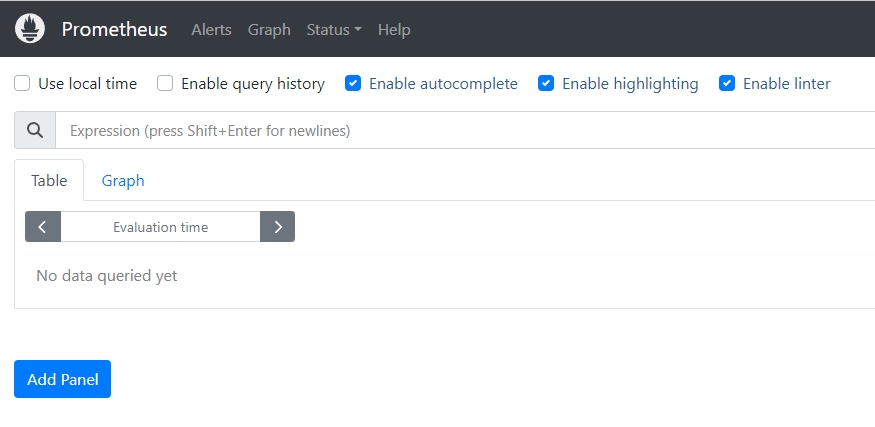 Prometheus Alerts Graph Status Help
Use local time Enable query history Enable autocomplete Enable highlighting Enable linter
Expression (press Shift+Enter for newlines)
Table Graph
Evaluation time
No data queried yet
Add Panel